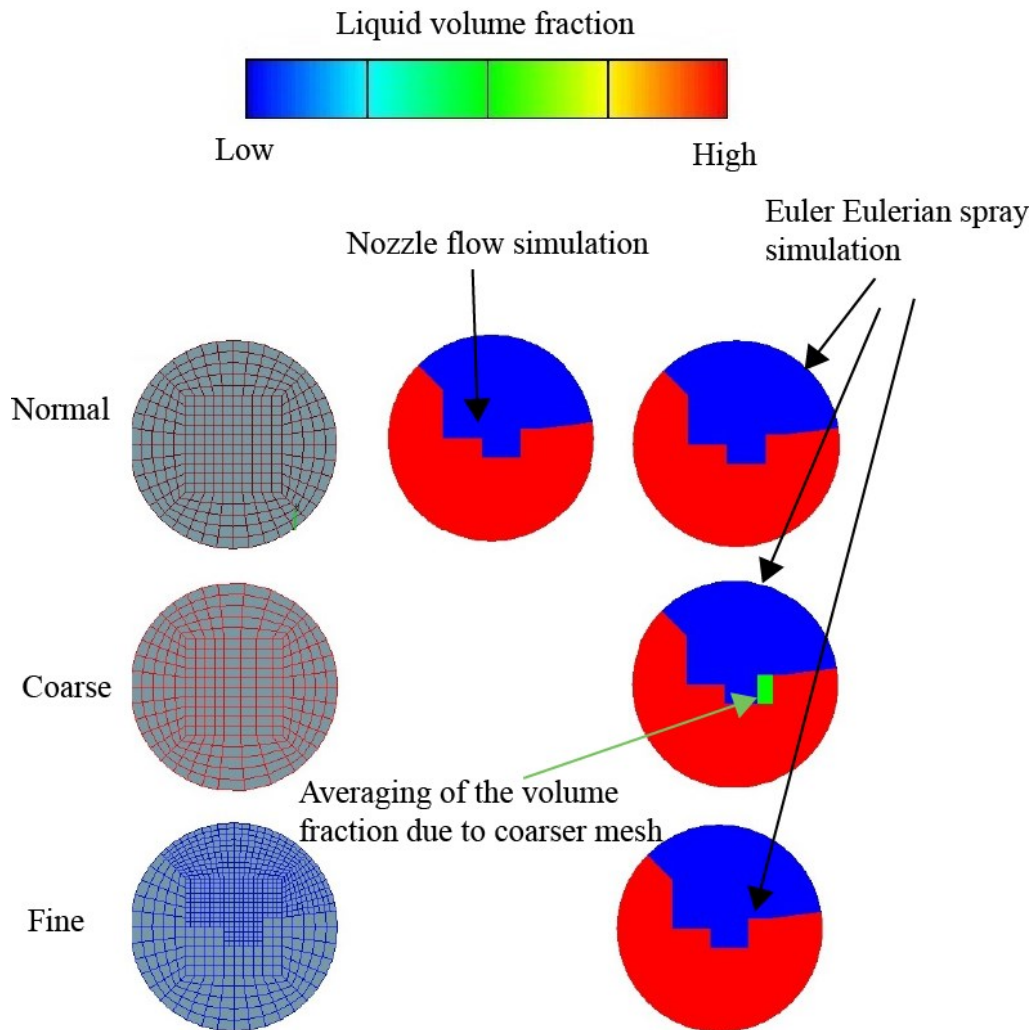 Liquid volume fraction
Low
High
Euler Eulerian spray
simulation
Nozzle flow simulation
Normal
Coarse
Averaging of the volume
fraction due to coarser mesh
Fine